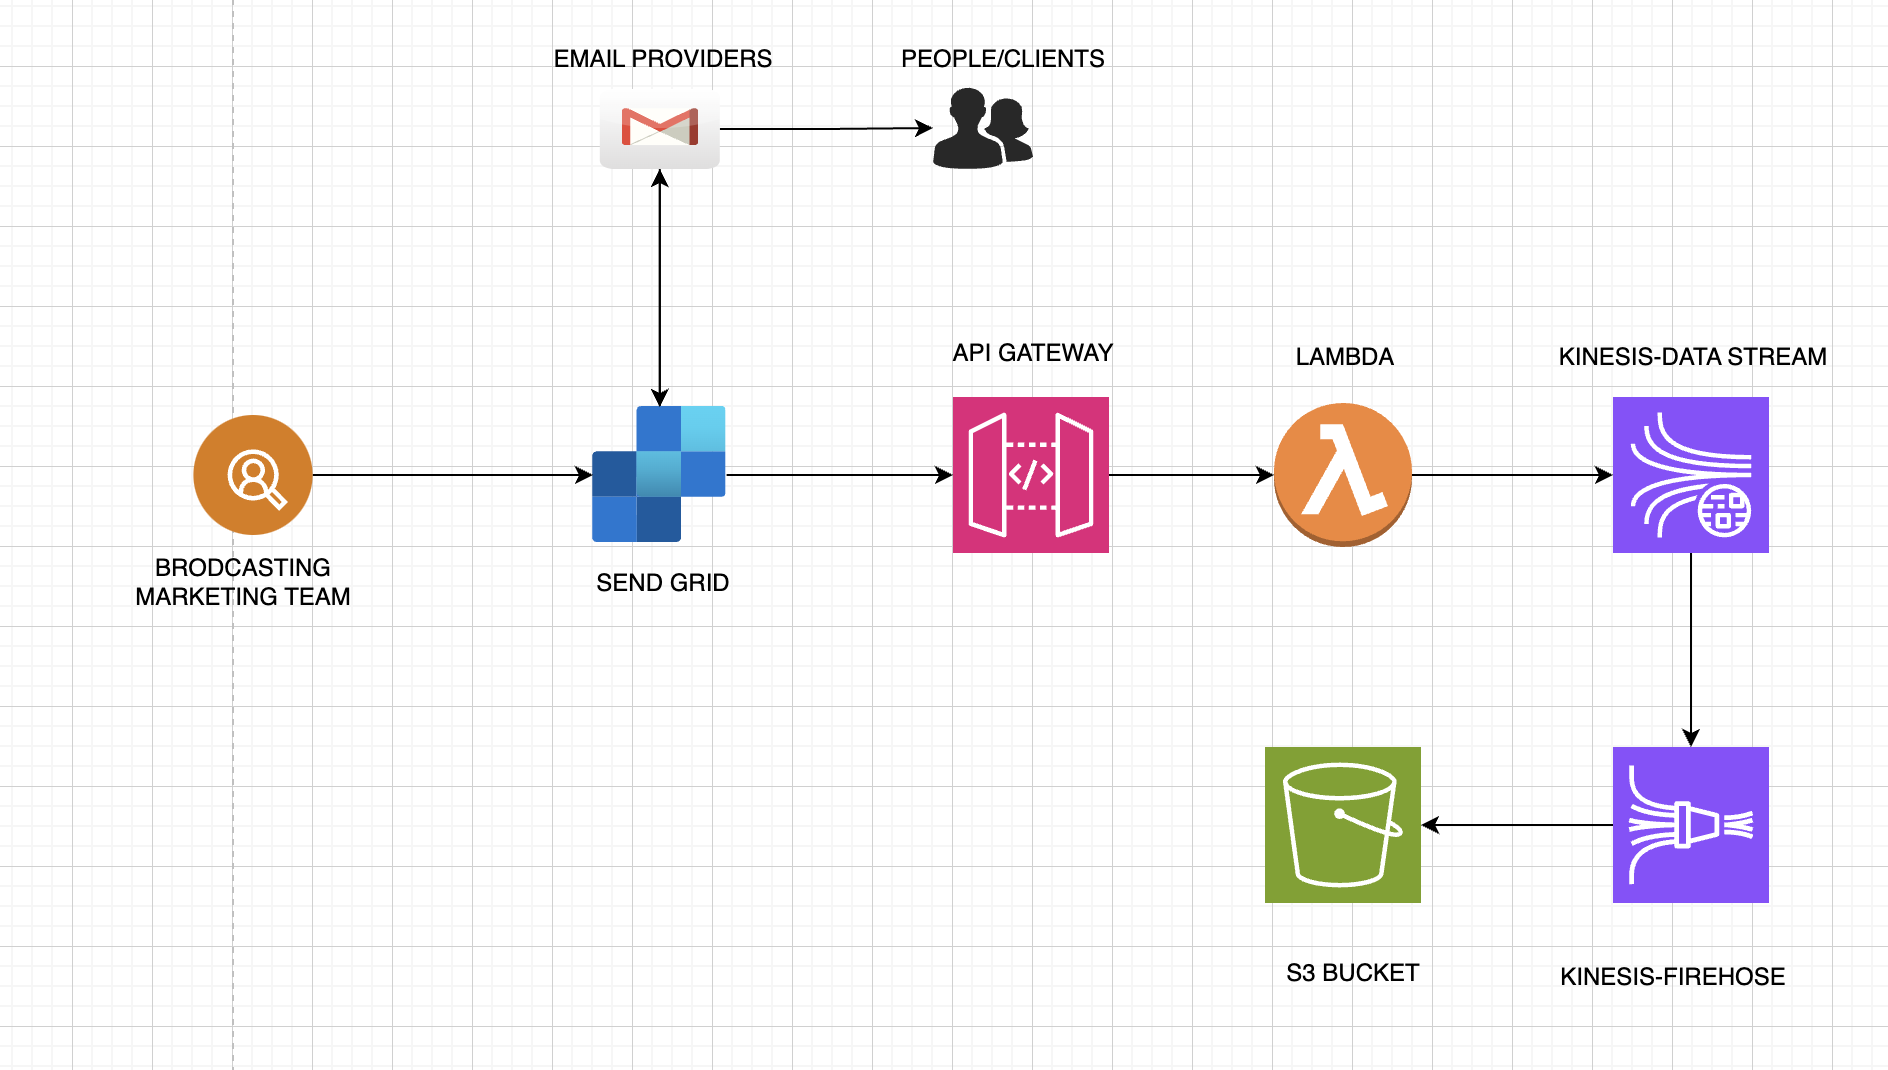 EMAIL PROVIDERS
PEOPLE/CLIENTS
API GATEWAY
LAMBDA
KINESIS-DATA STREAM
</>
BRODCASTING
MARKETING TEAM
SEND GRID
S3 BUCKET
KINESIS-FIREHOSE